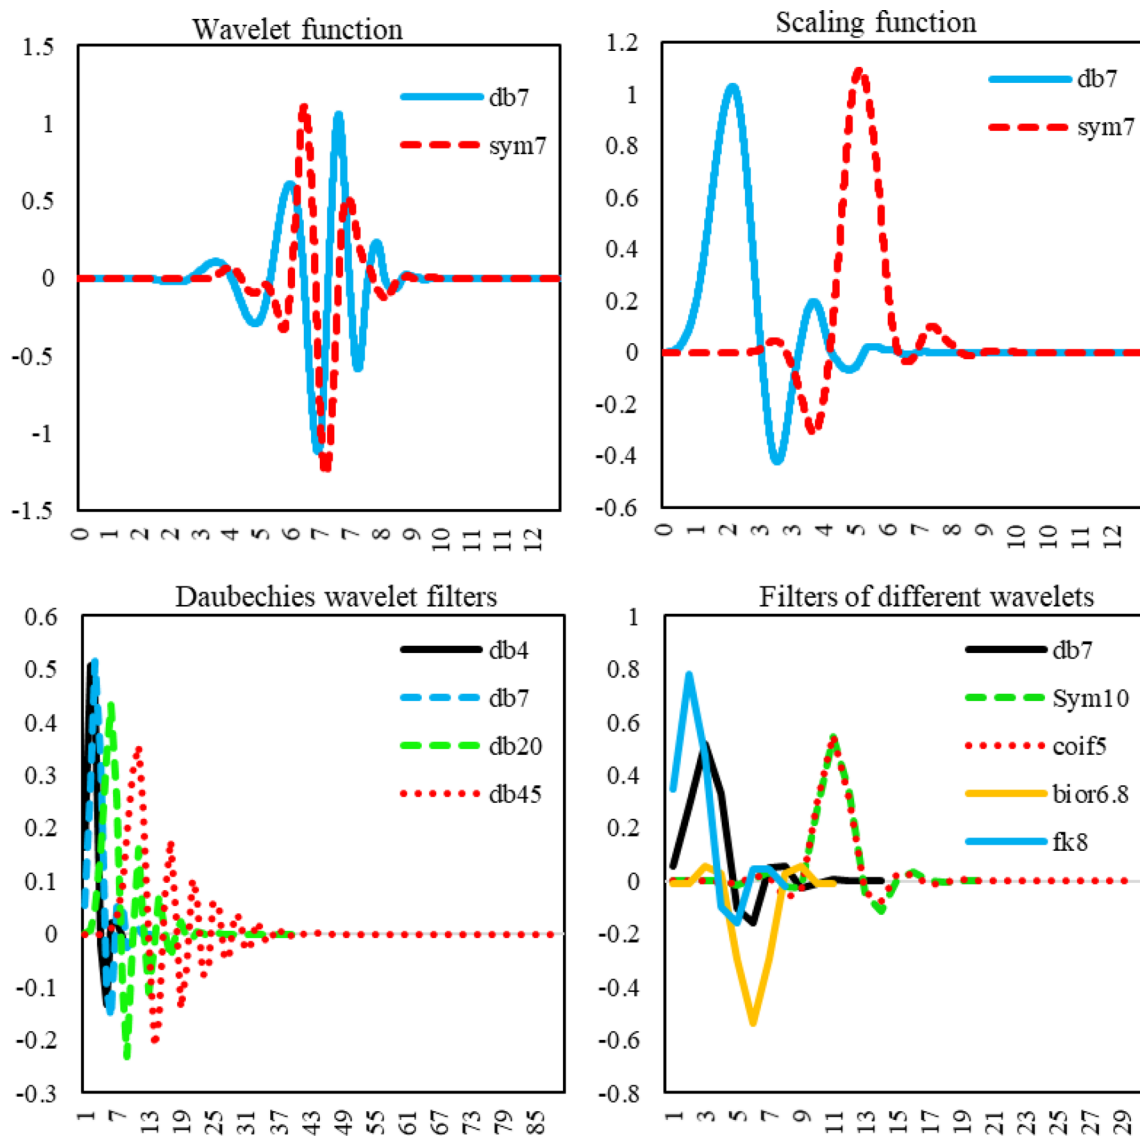 Wavelet function
1.5
1
0.5
0
-0.5
-1
-1.5
db7
sym7
0 1 2 2 3 4 5 6 7 7 8 9 10 11 12 12
Scaling function
1.2
1
0.8
0.6
0.4
0.2
0
-0.2
-0.4
-0.6
db7
sym7
0 1 2 3 3 4 5 6 7 8 9 10 10 11 12
Daubechies wavelet filters
0.6
0.5
0.4
0.3
0.2
0.1
0
-0.1
-0.2
-0.3
db4
db7
db20
db45
1 7 13 19 25 31 37 43 49 55 61 67 73 79 85
Filters of different wavelets
1
0.8
0.6
0.4
0.2
0
-0.2
-0.4
-0.6
-0.8
db7
Sym10
coif5
bior6.8
fk8
1 3 5 7 9 11 13 15 17 19 21 23 25 27 29